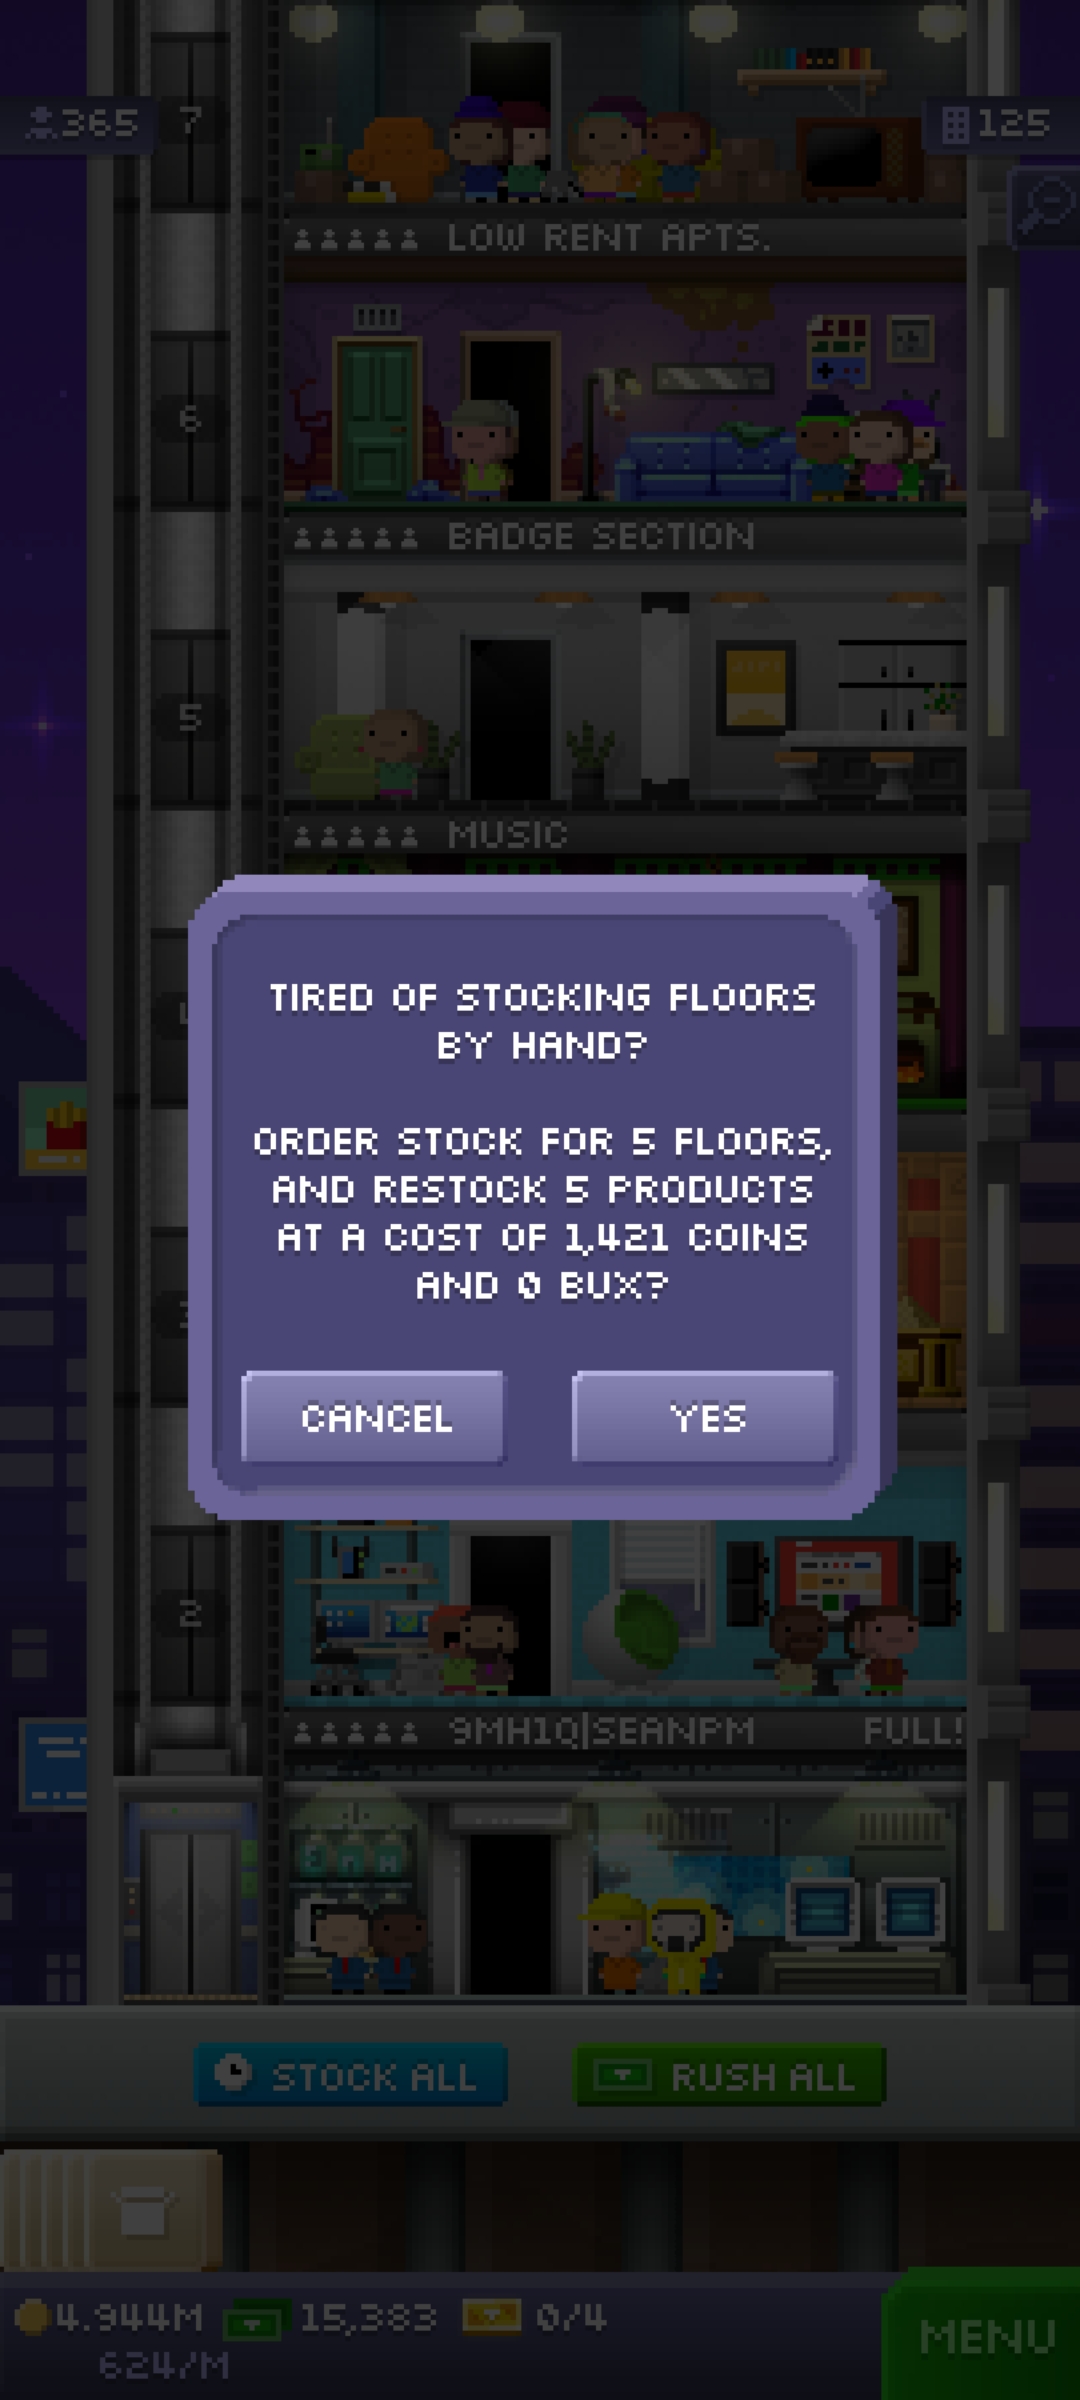 365
7
125
LOW RENT APTS.
6
BADGE SECTION
5
MUSIC
TIRED OF STOCKING FLOORS
BY HAND?
ORDER STOCK FOR 5 FLOORS,
AND RESTOCK 5 PRODUCTS
AT A COST OF 1,421 COINS
AND 0 BUX?
CANCEL
YES
2
9MH1Q|SEANPM
FULL!
STOCK ALL
RUSH ALL
4.944M
15,383
0/4
624/M
MENU